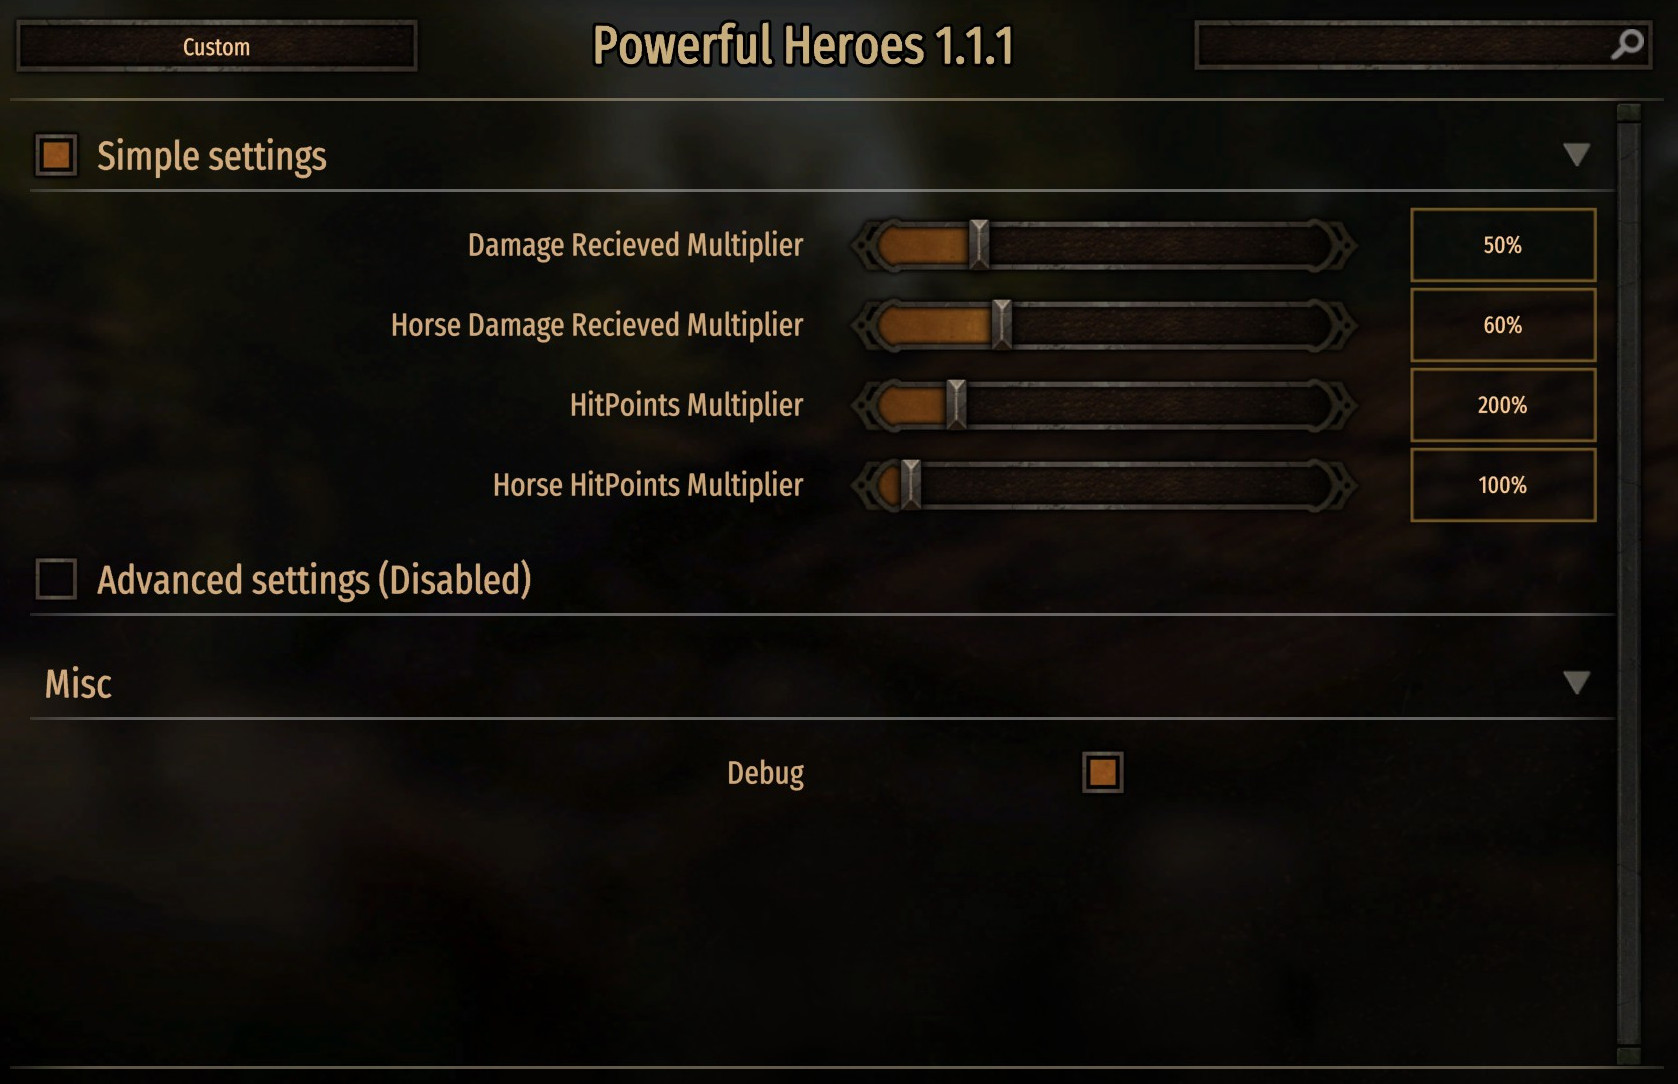 Custom
Powerful Heroes 1.1.1
Simple settings
Damage Recieved Multiplier 50%
Horse Damage Recieved Multiplier 60%
HitPoints Multiplier 200%
Horse HitPoints Multiplier 100%
Advanced settings (Disabled)
Misc
Debug